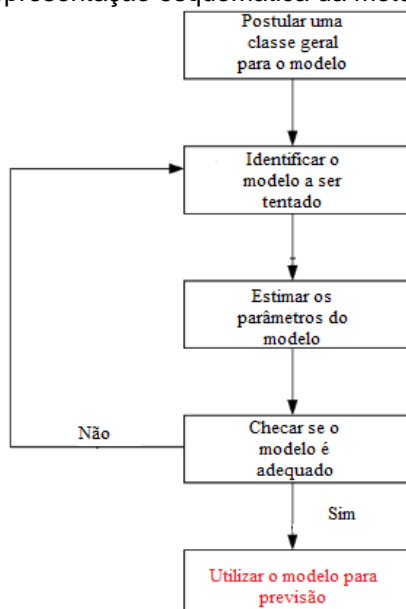 Postular uma
classe geral
para o modelo
Identificar o
modelo a ser
tentado
Estimar os
parâmetros do
modelo
Não
Checar se o
modelo é
adequado
Sim
Utilizar o modelo para
previsão